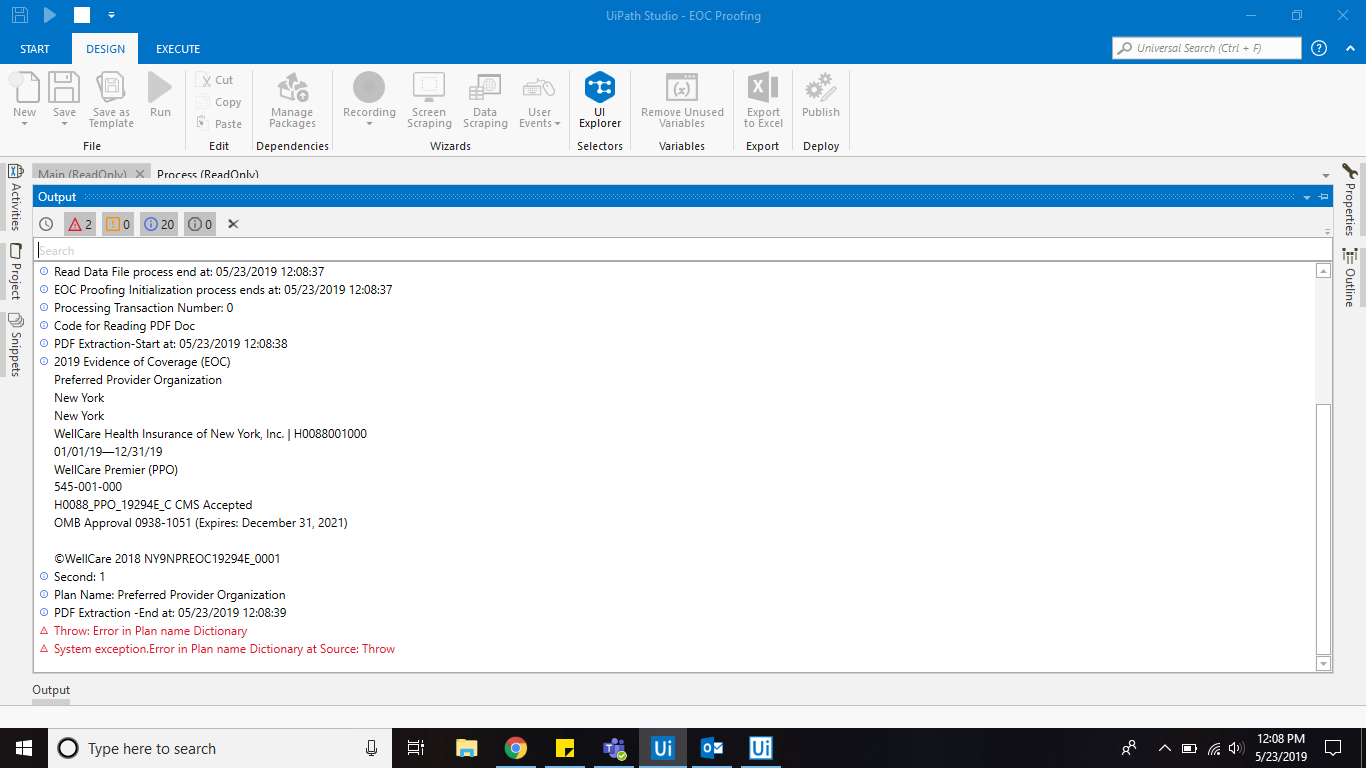 UiPath Studio - EOC Proofing
START DESIGN EXECUTE
Universal Search (Ctrl + F)
New
Save
Save as Template
Run
File
Cut
Copy
Paste
Edit
Manage Packages
Dependencies
Recording
Screen Scraping
Data Scraping
User Events
Wizards
UI Explorer
Selectors
Remove Unused Variables
Variables
Export to Excel
Export
Publish
Deploy
Activities
Project
Snippets
Properties
Outline
Main (ReadOnly) Process (ReadOnly)
Output
2 0 20 0
Search
Read Data File process end at: 05/23/2019 12:08:37
EOC Proofing Initialization process ends at: 05/23/2019 12:08:37
Processing Transaction Number: 0
Code for Reading PDF Doc
PDF Extraction-Start at: 05/23/2019 12:08:38
2019 Evidence of Coverage (EOC)
Preferred Provider Organization
New York
New York
WellCare Health Insurance of New York, Inc. | H0088001000
01/01/19—12/31/19
WellCare Premier (PPO)
545-001-000
H0088_PPO_19294E_C CMS Accepted
OMB Approval 0938-1051 (Expires: December 31, 2021)
©WellCare 2018 NY9NPREOC19294E_0001
Second: 1
Plan Name: Preferred Provider Organization
PDF Extraction -End at: 05/23/2019 12:08:39
Throw: Error in Plan name Dictionary
System exception.Error in Plan name Dictionary at Source: Throw
Output
Type here to search
Ui
Ui
12:08 PM
5/23/2019